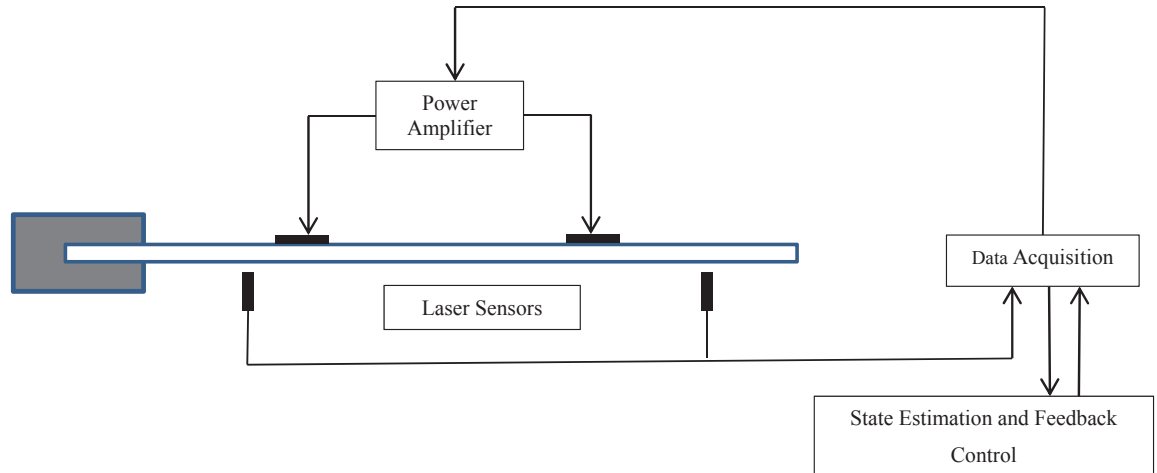 Power
Amplifier
Data Acquisition
Laser Sensors
State Estimation and Feedback
Control